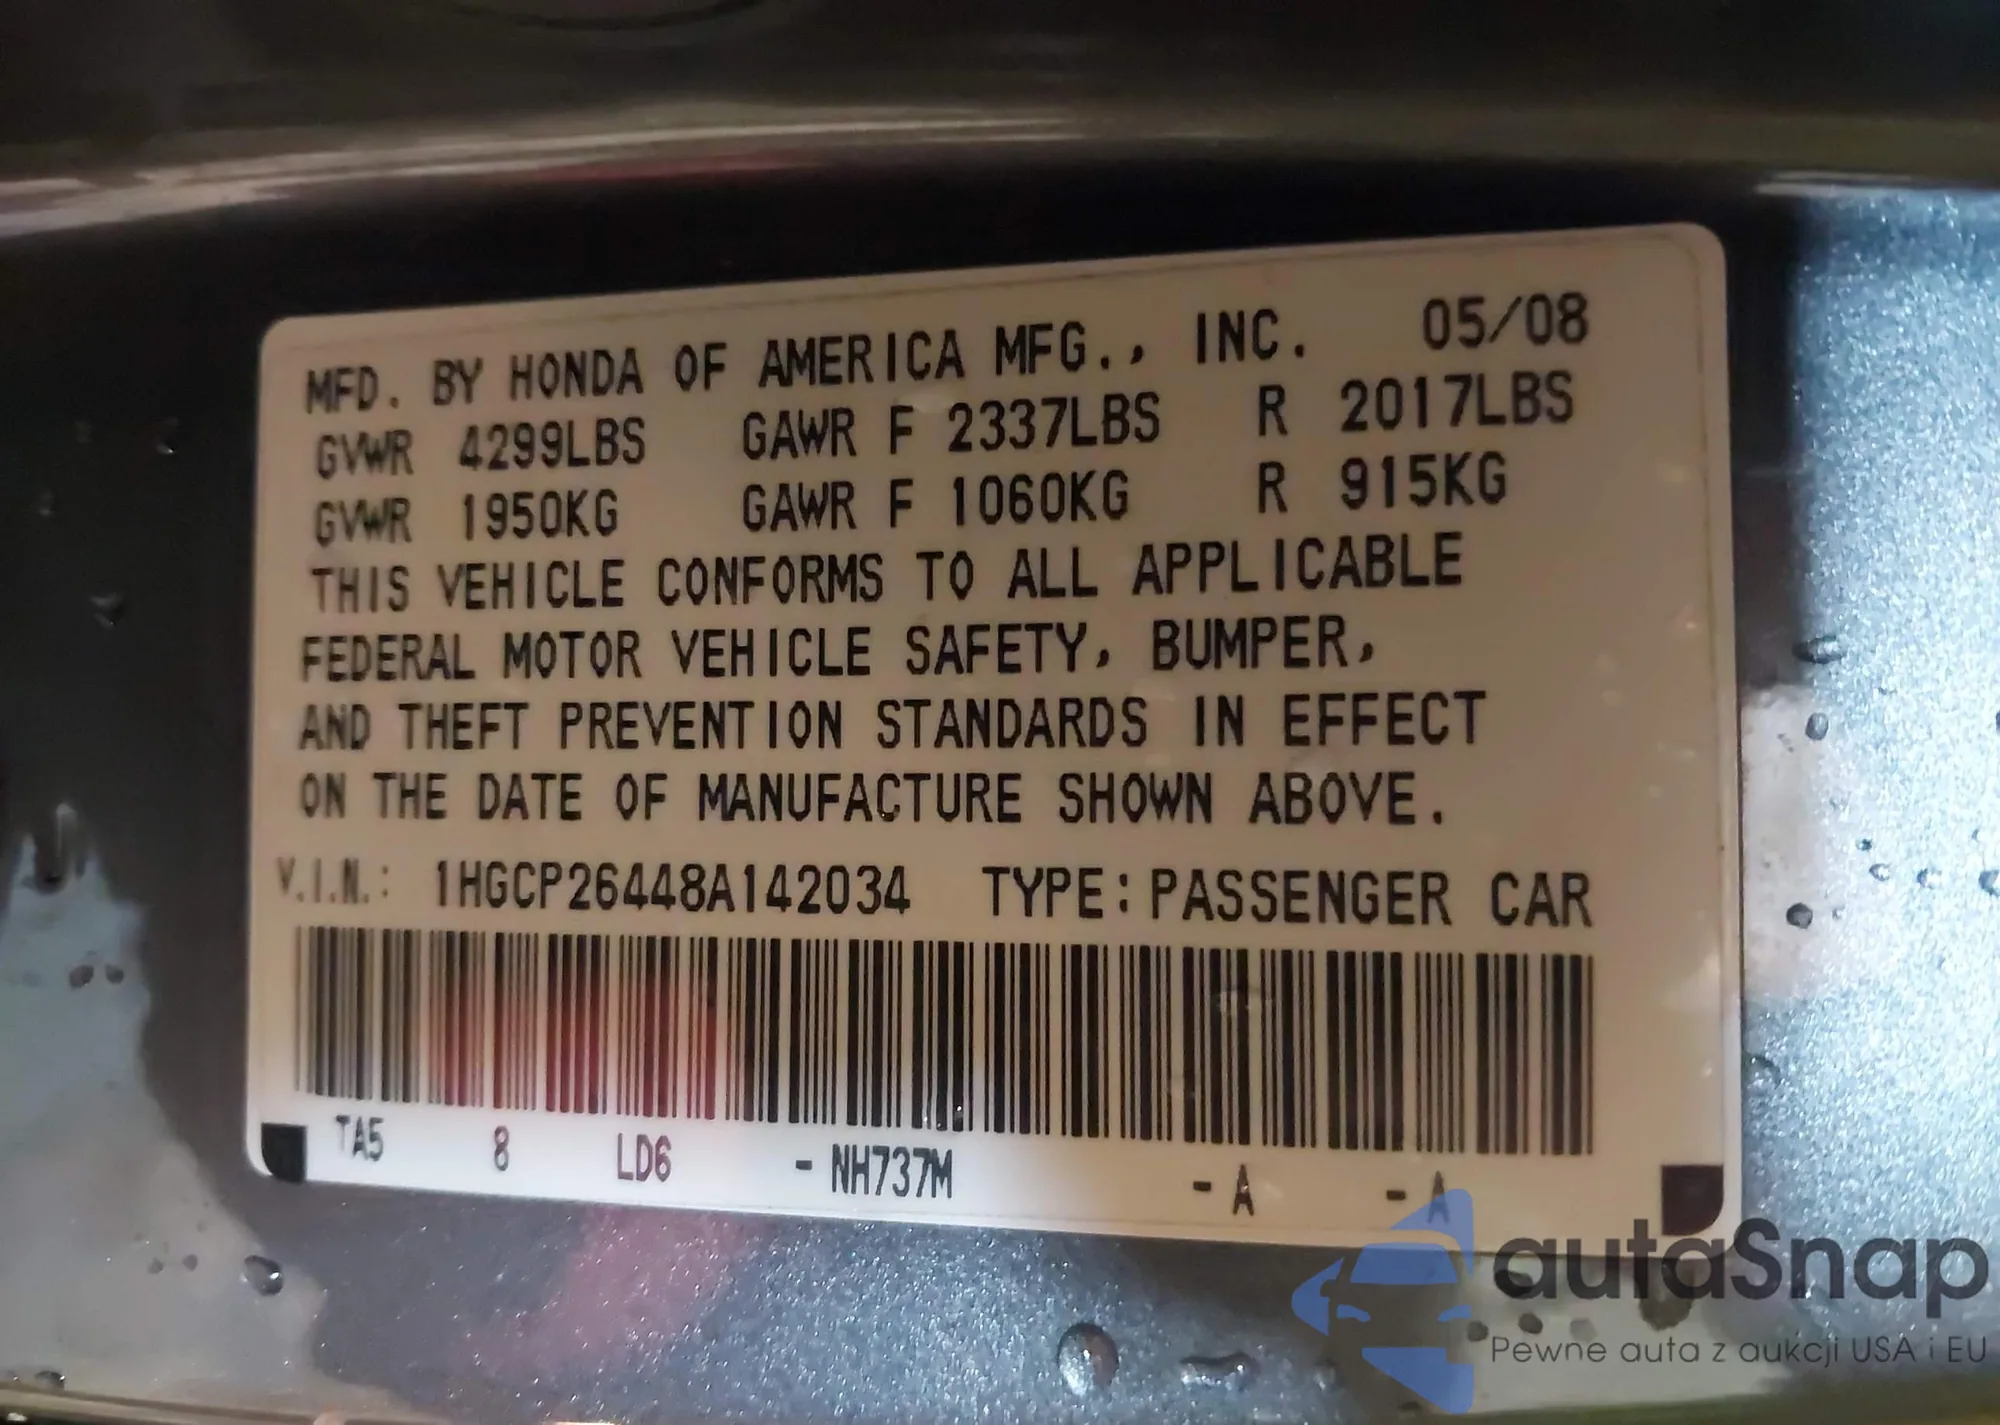 MFD. BY HONDA OF AMERICA MFG., INC. 05/08
GVWR 4299LBS GAWR F 2337LBS R 2017LBS
GVWR 1950KG GAWR F 1060KG R 915KG
THIS VEHICLE CONFORMS TO ALL APPLICABLE
FEDERAL MOTOR VEHICLE SAFETY, BUMPER,
AND THEFT PREVENTION STANDARDS IN EFFECT
ON THE DATE OF MANUFACTURE SHOWN ABOVE.
V.I.N.: 1HGCP26448A142034 TYPE: PASSENGER CAR
TA5 8 LD6 - NH737M - A - A
autaSnap
Pewne auta z aukcji USA i EU